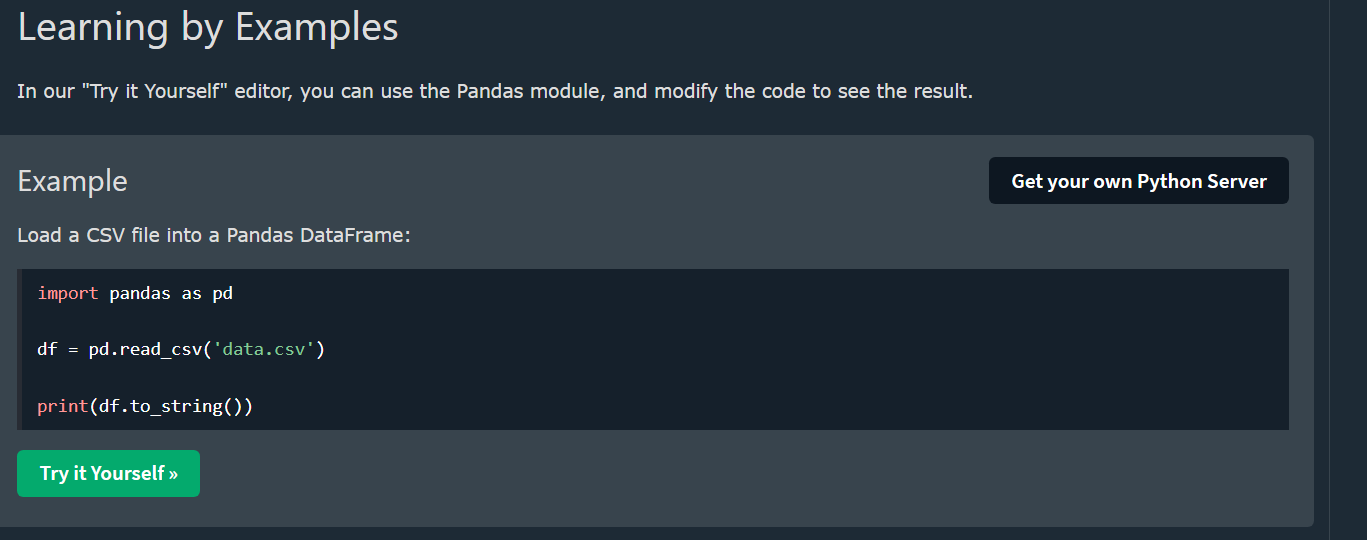 Learning by Examples
In our "Try it Yourself" editor, you can use the Pandas module, and modify the code to see the result.
Example
Get your own Python Server
Load a CSV file into a Pandas DataFrame:
import pandas as pd
df = pd.read_csv('data.csv')
print(df.to_string())
Try it Yourself »